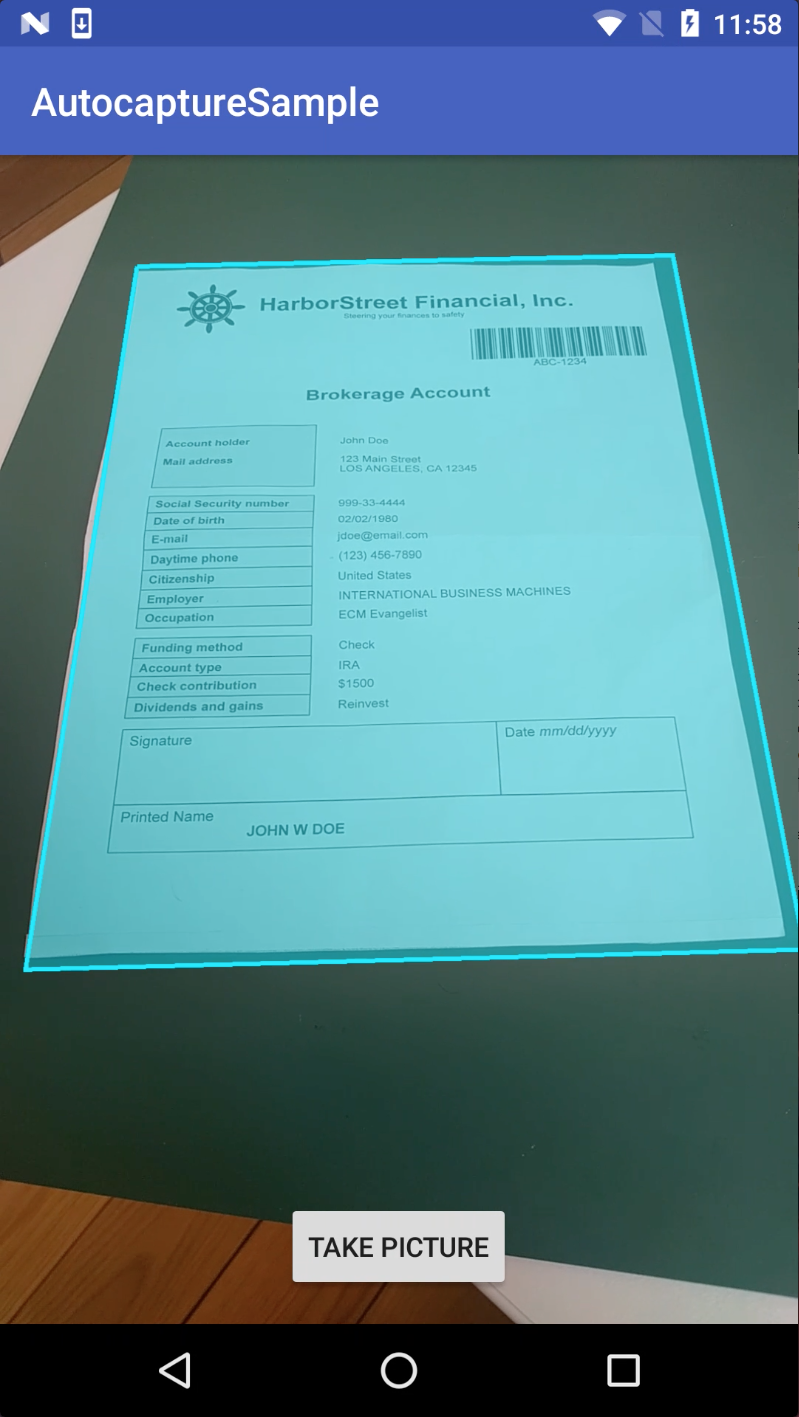 11:58
AutocaptureSample
HarborStreet Financial, Inc.
Steering your finances to safety
ABC-1234
Brokerage Account
Account holder John Doe
Mail address 123 Main Street
LOS ANGELES, CA 12345
Social Security number 999-33-4444
Date of birth 02/02/1980
E-mail jdoe@email.com
Daytime phone (123) 456-7890
Citizenship United States
Employer INTERNATIONAL BUSINESS MACHINES
Occupation ECM Evangelist
Funding method Check
Account type IRA
Check contribution $1500
Dividends and gains Reinvest
Signature Date mm/dd/yyyy
Printed Name
JOHN W DOE
TAKE PICTURE